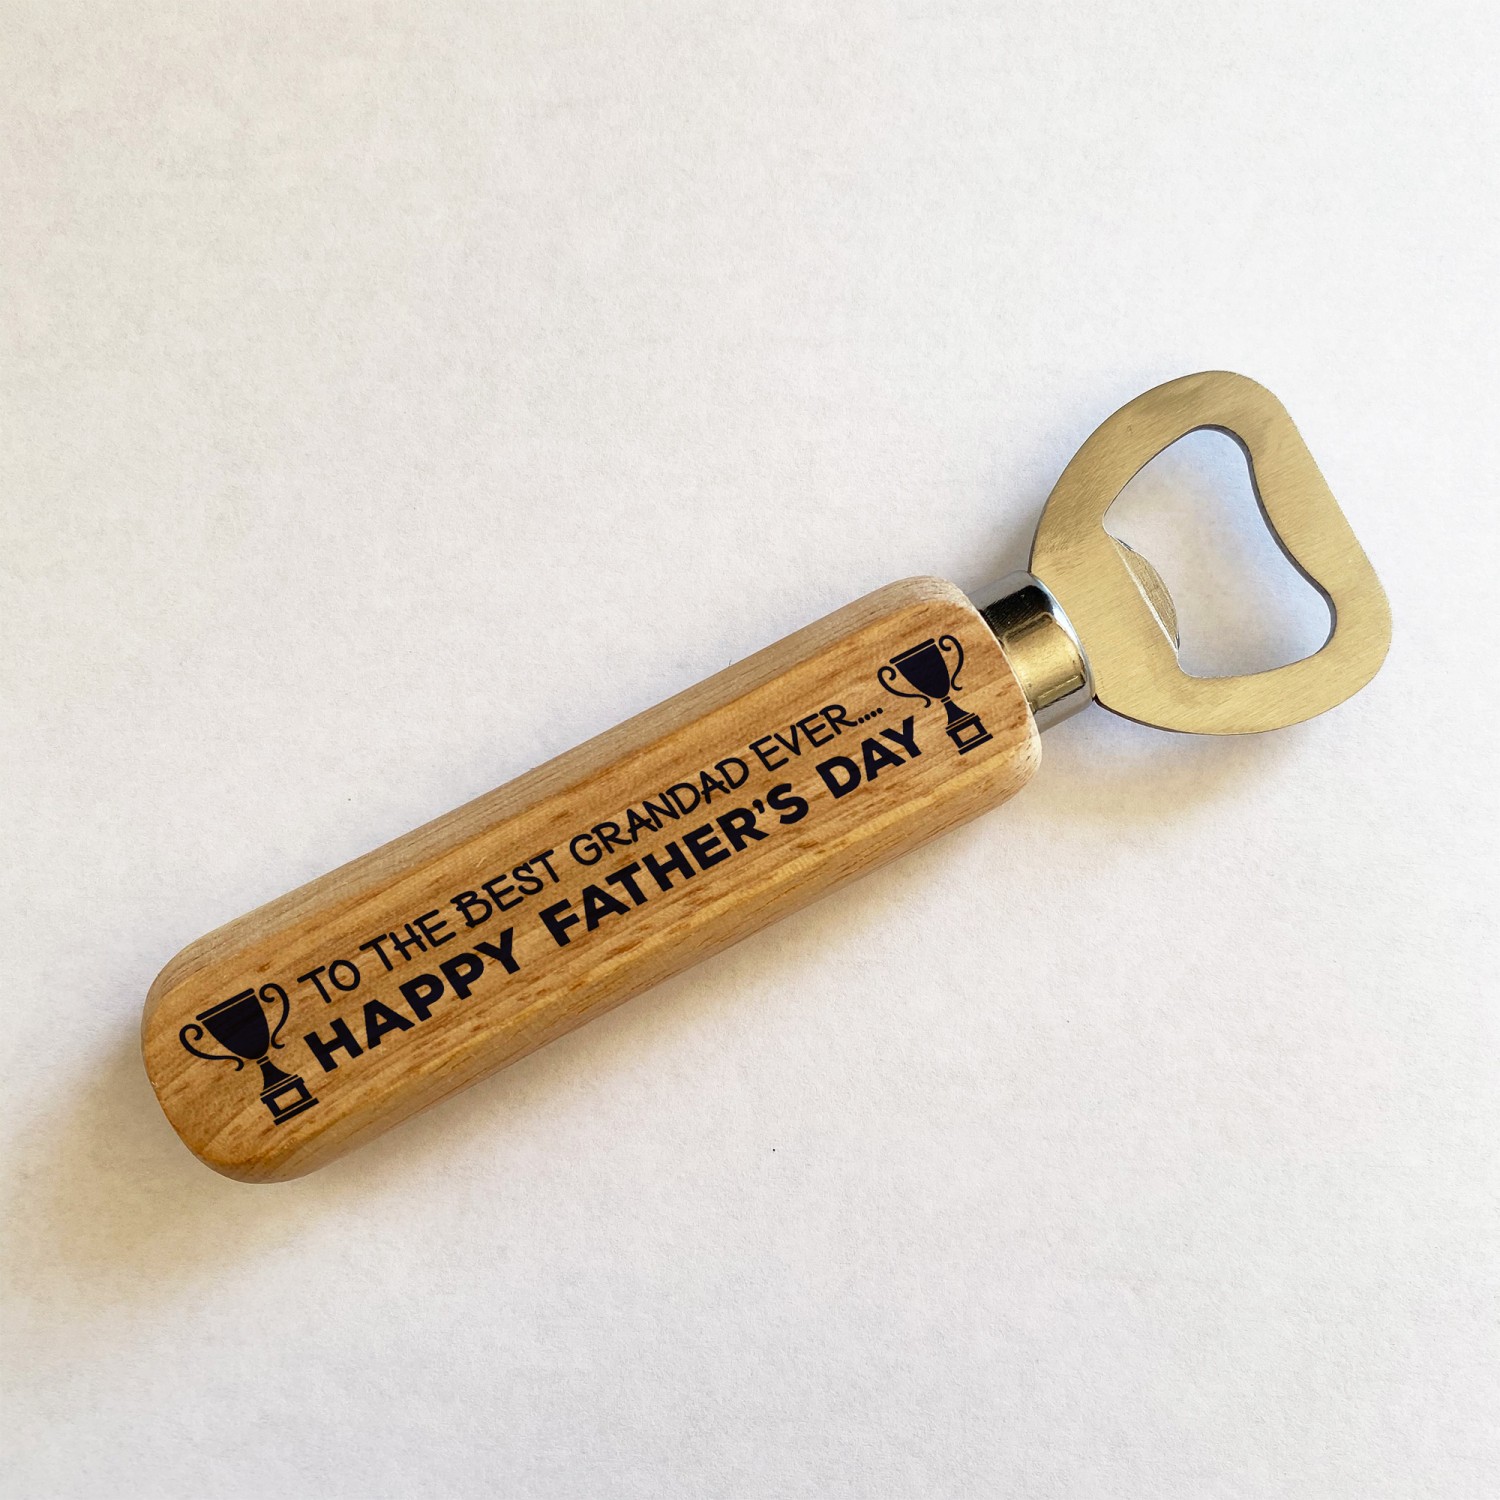 TO THE BEST GRANDAD EVER....
HAPPY FATHER'S DAY